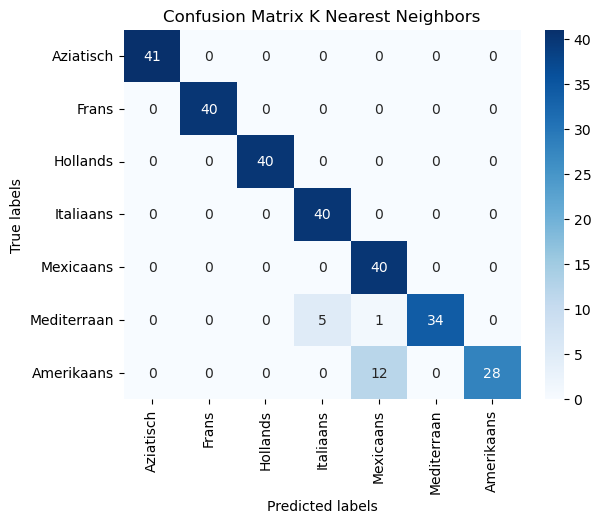 Confusion Matrix K Nearest Neighbors
True labels
Aziatisch 41 0 0 0 0 0 0
Frans 0 40 0 0 0 0 0
Hollands 0 0 40 0 0 0 0
Italiaans 0 0 0 40 0 0 0
Mexicaans 0 0 0 0 40 0 0
Mediterraan 0 0 0 5 1 34 0
Amerikaans 0 0 0 0 12 0 28
Aziatisch Frans Hollands Italiaans Mexicaans Mediterraan Amerikaans
Predicted labels
40
35
30
25
20
15
10
5
0